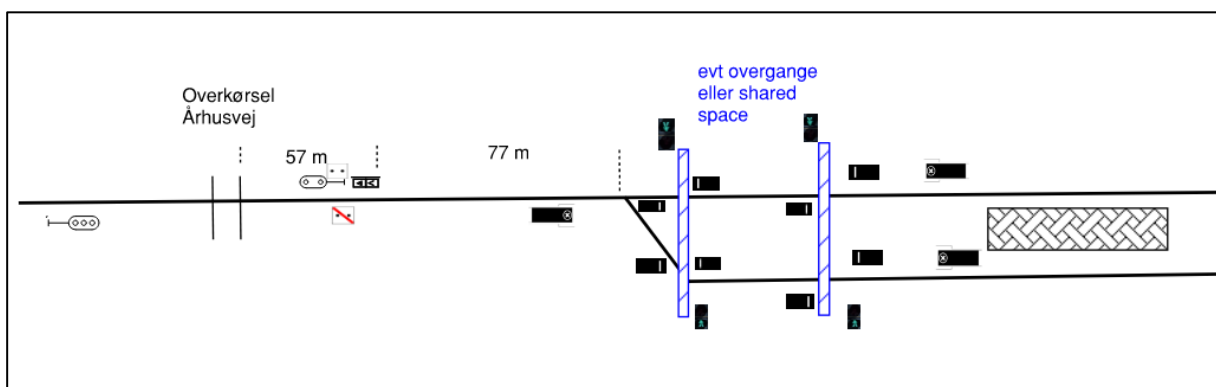 evt overgange
eller shared
space
Overkørsel
Århusvej
57 m
77 m